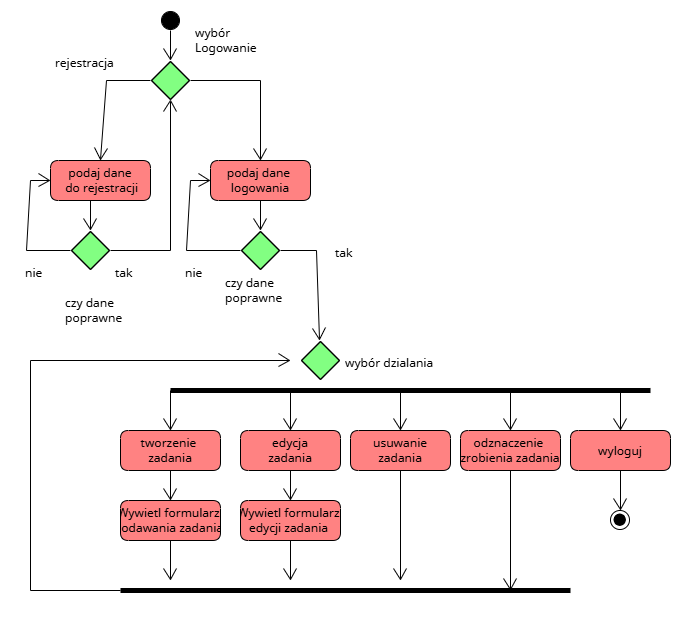 wybór
Logowanie
rejestracja
podaj dane
do rejestracji
podaj dane
logowania
nie
tak
czy dane
poprawne
nie
czy dane
poprawne
tak
wybór dzialania
tworzenie
zadania
edycja
zadania
usuwanie
zadania
odznaczenie
zrobienia zadania
wyloguj
Wywietl formularz
odawania zadania
Wywietl formularz
edycji zadania